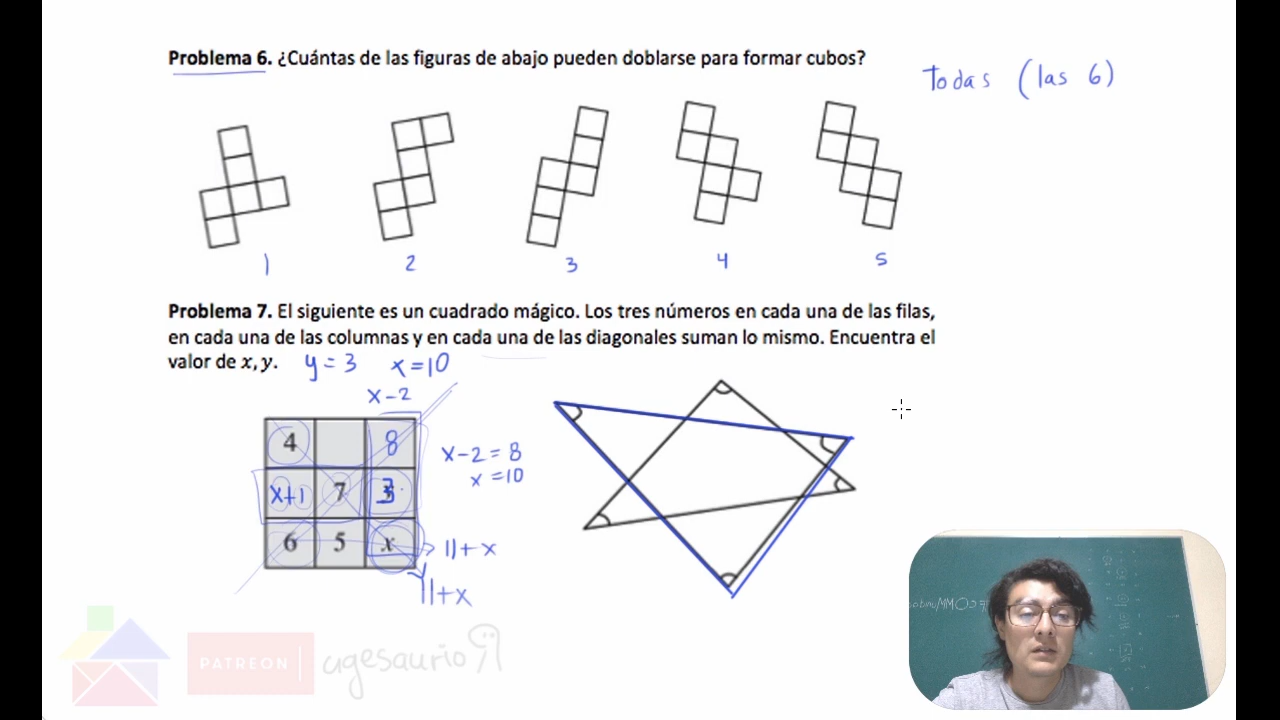 Problema 6. ¿Cuántas de las figuras de abajo pueden doblarse para formar cubos?
Todas (las 6)
1 2 3 4 5
Problema 7. El siguiente es un cuadrado mágico. Los tres números en cada una de las filas,
en cada una de las columnas y en cada una de las diagonales suman lo mismo. Encuentra el
valor de x, y. y = 3 x = 10
x - 2
4 8
x+1 7 3
6 5 x
x - 2 = 8
x = 10
11 + x
11 + x
PATREON
agesaurio